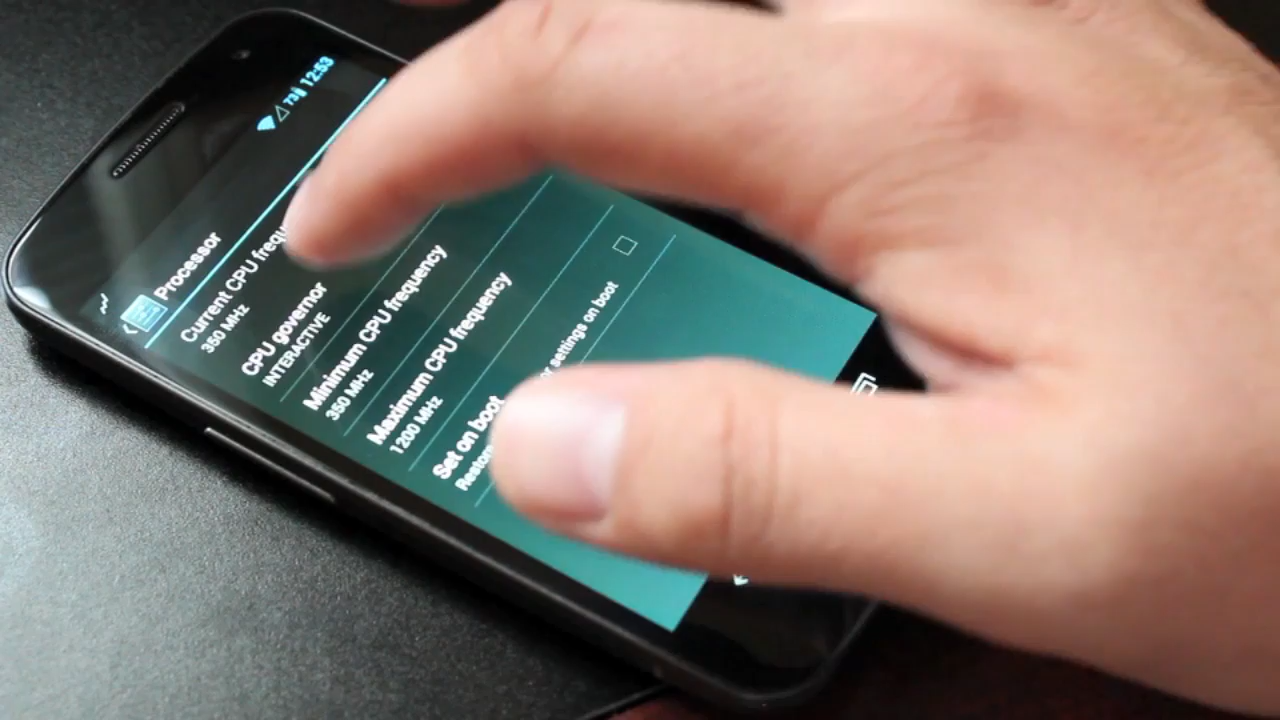 73 12:53
Processor
Current CPU
350 MHz
CPU governor
INTERACTIVE
Minimum CPU frequency
350 MHz
Maximum CPU frequency
1200 MHz
Set on boot
settings on boot